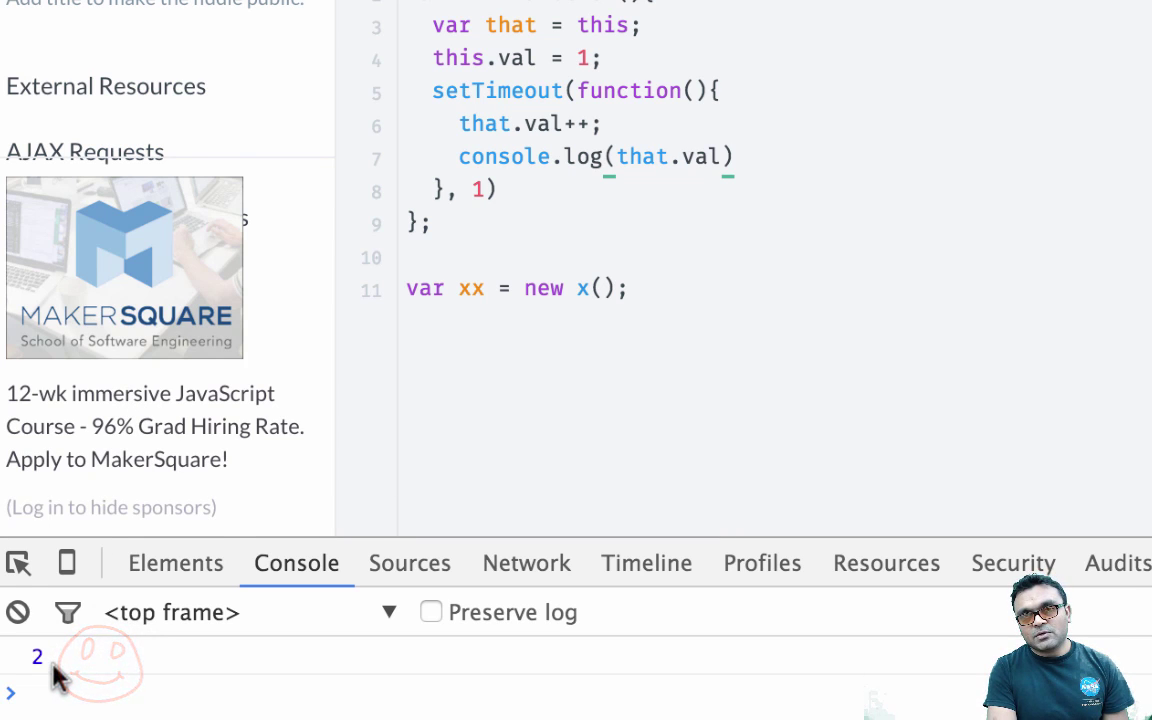 Add title to make the fiddle public.
External Resources
AJAX Requests
s
MAKERSQUARE
School of Software Engineering
12-wk immersive JavaScript
Course - 96% Grad Hiring Rate.
Apply to MakerSquare!
(Log in to hide sponsors)
(){
3 var that = this;
4 this.val = 1;
5 setTimeout(function(){
6 that.val++;
7 console.log(that.val)
8 }, 1)
9 };
10
11 var xx = new x();
Elements Console Sources Network Timeline Profiles Resources Security Audits
<top frame> ▼ Preserve log
2
>